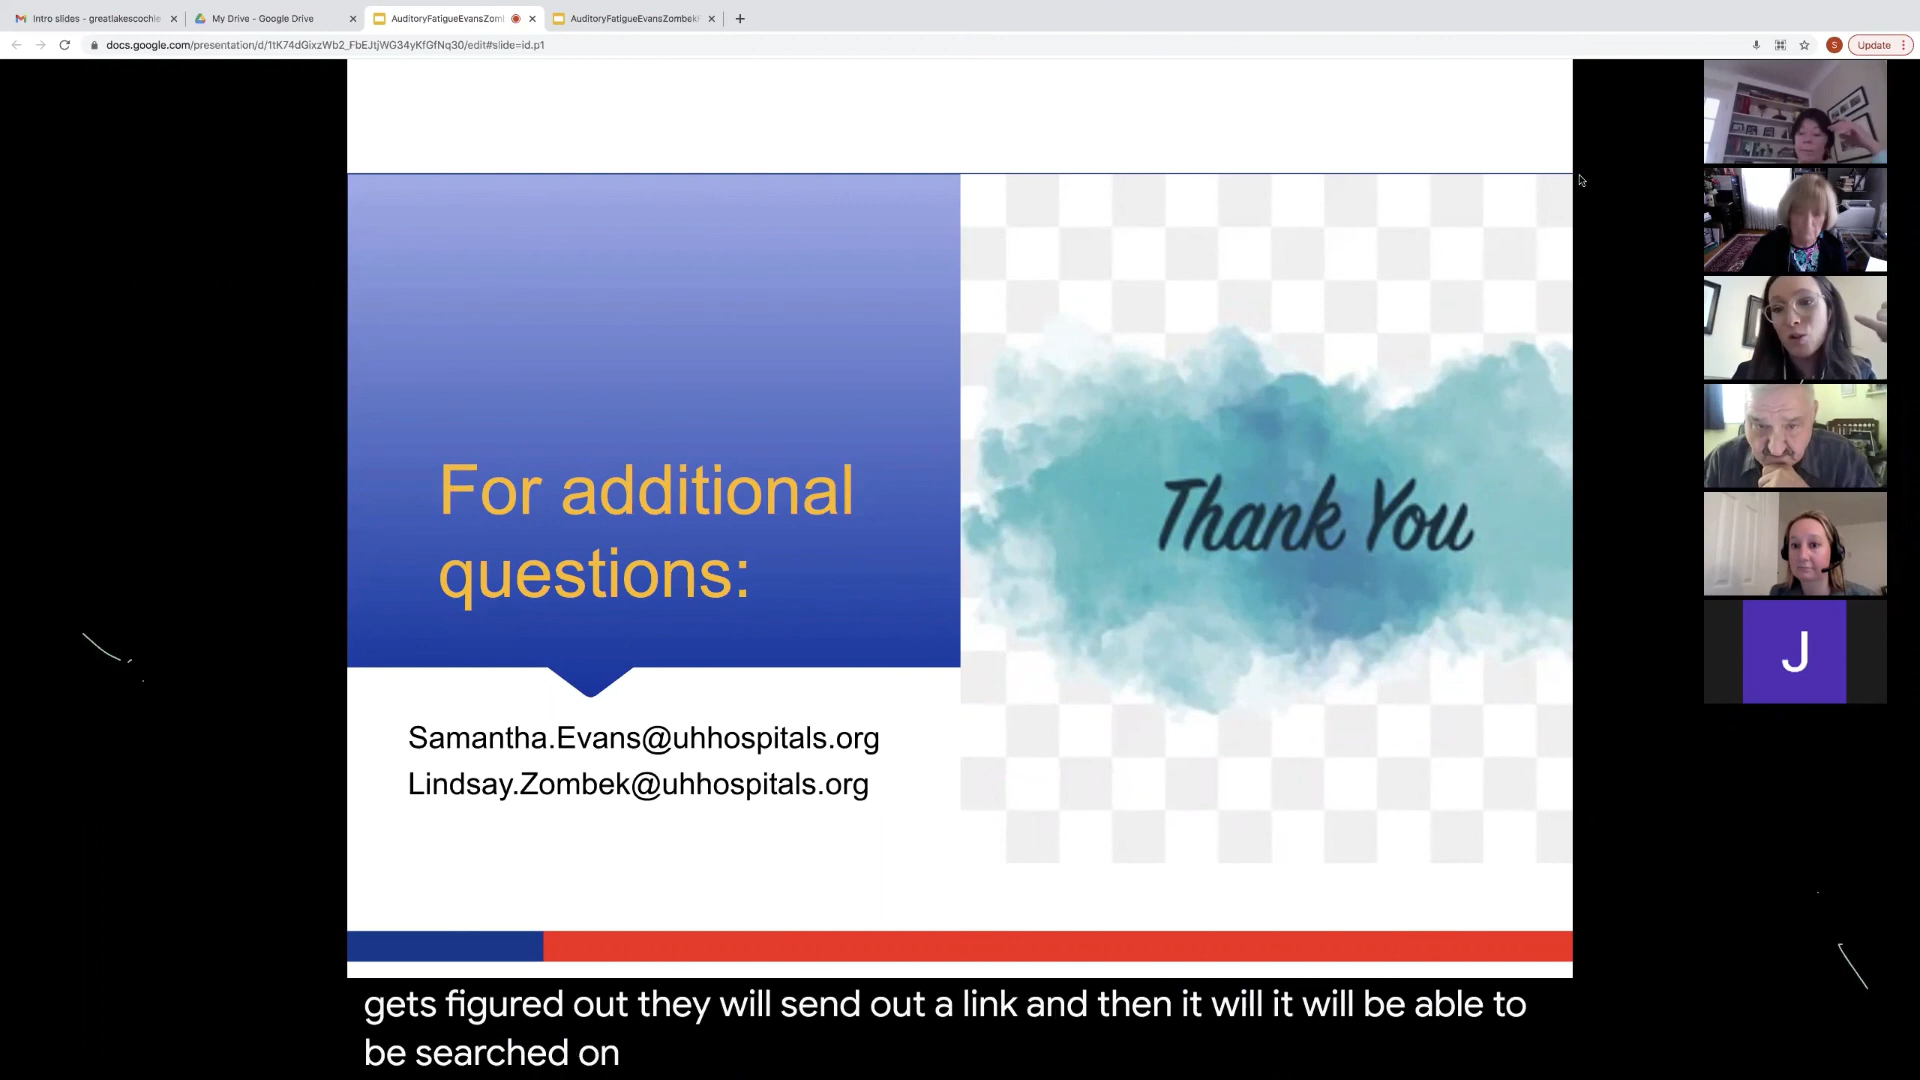 Intro slides - greatlakescochle
My Drive - Google Drive
AuditoryFatigueEvansZom
AuditoryFatigueEvansZombek
docs.google.com/presentation/d/1tK74dGixzWb2_FbEJtjWG34yKfGfNq30/edit#slide=id.p1
S
Update
For additional
questions:
Thank You
Samantha.Evans@uhhospitals.org
Lindsay.Zombek@uhhospitals.org
J
gets figured out they will send out a link and then it will it will be able to
be searched on